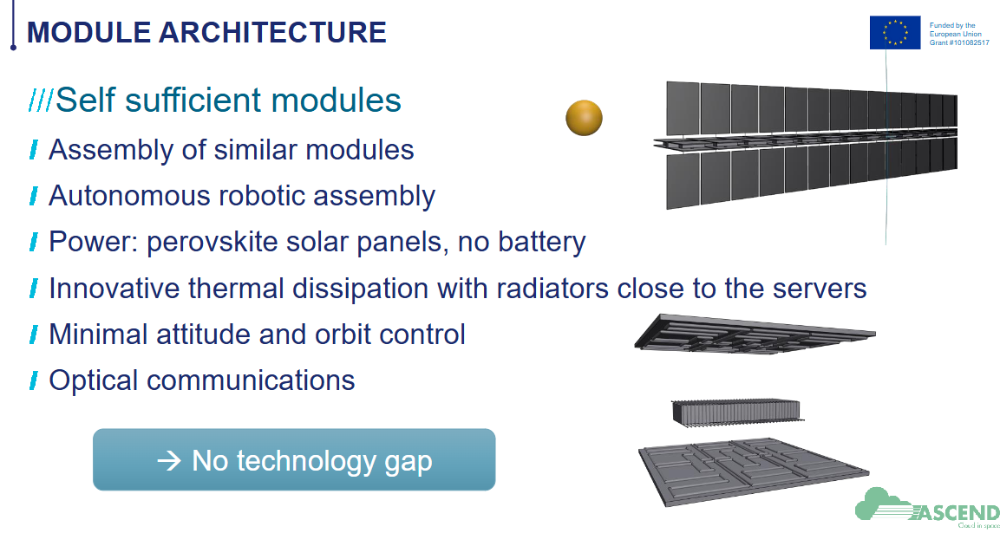 MODULE ARCHITECTURE
Funded by the
European Union
Grant #101082517
///Self sufficient modules
Assembly of similar modules
Autonomous robotic assembly
Power: perovskite solar panels, no battery
Innovative thermal dissipation with radiators close to the servers
Minimal attitude and orbit control
Optical communications
→ No technology gap
ASCEND
Cloud in space